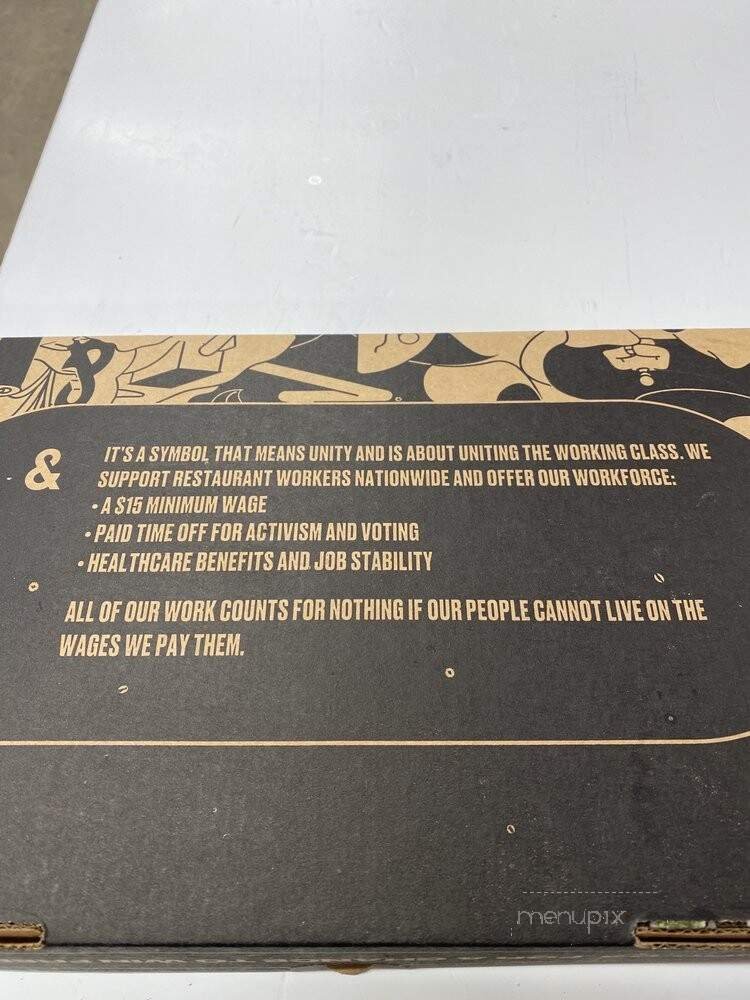 & IT'S A SYMBOL THAT MEANS UNITY AND IS ABOUT UNITING THE WORKING CLASS. WE
SUPPORT RESTAURANT WORKERS NATIONWIDE AND OFFER OUR WORKFORCE:
• A $15 MINIMUM WAGE
• PAID TIME OFF FOR ACTIVISM AND VOTING
• HEALTHCARE BENEFITS AND JOB STABILITY
ALL OF OUR WORK COUNTS FOR NOTHING IF OUR PEOPLE CANNOT LIVE ON THE
WAGES WE PAY THEM.
menupix